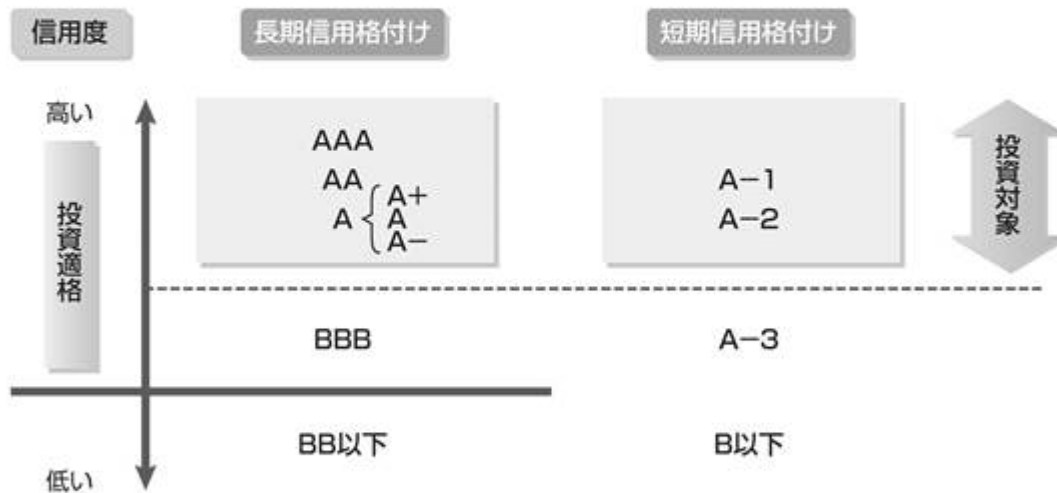 信用度
長期信用格付け
短期信用格付け
高い
投資適格
AAA
AA
A
A+
A
A−
A−1
A−2
投資対象
BBB
A−3
BB以下
B以下
低い